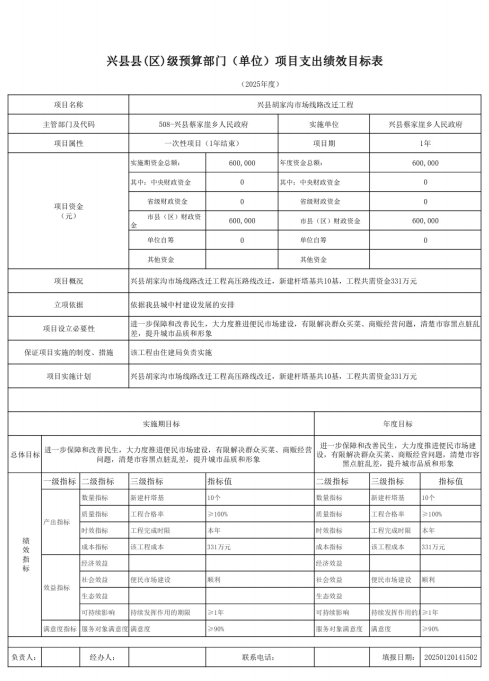 兴县县(区)级预算部门（单位）项目支出绩效目标表
（2025年度）
项目名称 兴县胡家沟市场线路改迁工程
主管部门及代码 508-兴县蔡家崖乡人民政府 实施单位 兴县蔡家崖乡人民政府
项目属性 一次性项目（1年结束） 项目期 1年
项目资金
（元）
实施期资金总额： 600,000 年度资金总额： 600,000
其中：中央财政资金 0 其中：中央财政资金 0
省级财政资金 0 省级财政资金 0
市县（区）财政资
金 600,000 市县（区）财政资金 600,000
单位自筹 0 单位自筹 0
其他资金 其他资金
项目概况 兴县胡家沟市场线路改迁工程高压路线改迁，新建杆塔基共10基，工程共需资金331万元
立项依据 依据我县城中村建设发展的安排
项目设立必要性 进一步保障和改善民生，大力度推进便民市场建设，有限解决群众买菜、商贩经营问题，清楚市容黑点脏乱
差，提升城市品质和形象
保证项目实施的制度、措施 该工程由住建局负责实施
项目实施计划 兴县胡家沟市场线路改迁工程高压路线改迁，新建杆塔基共10基，工程共需资金331万元
实施期目标 年度目标
总体目标 进一步保障和改善民生，大力度推进便民市场建设，有限解决群众买菜、商贩经营
问题，清楚市容黑点脏乱差，提升城市品质和形象
进一步保障和改善民生，大力度推进便民市场建
设，有限解决群众买菜、商贩经营问题，清楚市容
黑点脏乱差，提升城市品质和形象
绩效指标
一级指标 二级指标 三级指标 指标值 二级指标 三级指标 指标值
产出指标
数量指标 新建杆塔基 10个 数量指标 新建杆塔基 10个
质量指标 工程合格率 ≥100% 质量指标 工程合格率 ≥100%
时效指标 工程完成时限 本年 时效指标 工程完成时限 本年
成本指标 该工程成本 331万元 成本指标 该工程成本 331万元
效益指标
经济效益 经济效益
社会效益 便民市场建设 顺利 社会效益 便民市场建设 顺利
生态效益 生态效益
可持续影响 持续发挥作用的期限 ≥1年 可持续影响 持续发挥作用的 ≥1年
满意度指标 服务对象满意度 满意度 ≥90% 服务对象满意度 满意度 ≥90%
负责人： 经办人： 联系电话： 填报日期： 20250120141502